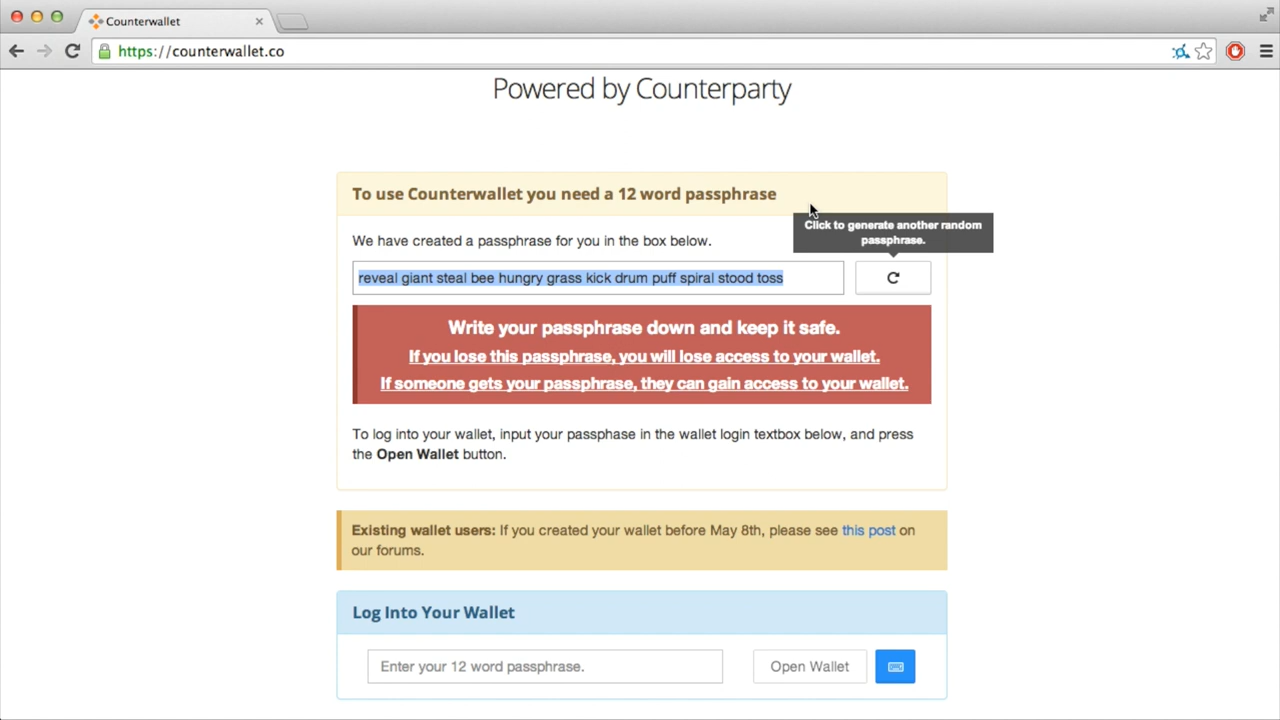 Counterwallet
https://counterwallet.co
Powered by Counterparty
To use Counterwallet you need a 12 word passphrase
Click to generate another random
passphrase.
We have created a passphrase for you in the box below.
reveal giant steal bee hungry grass kick drum puff spiral stood toss
Write your passphrase down and keep it safe.
If you lose this passphrase, you will lose access to your wallet.
If someone gets your passphrase, they can gain access to your wallet.
To log into your wallet, input your passphase in the wallet login textbox below, and press
the Open Wallet button.
Existing wallet users: If you created your wallet before May 8th, please see this post on
our forums.
Log Into Your Wallet
Enter your 12 word passphrase.
Open Wallet